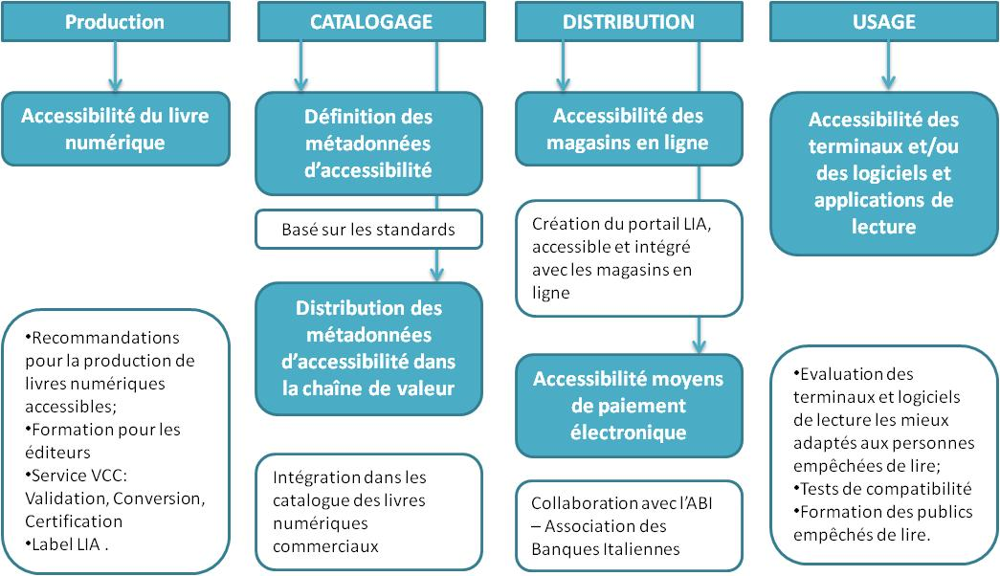 Production
Accessibilité du livre
numérique
•Recommandations
pour la production de
livres numériques
accessibles;
•Formation pour les
éditeurs
•Service VCC:
Validation, Conversion,
Certification
•Label LIA .
CATALOGAGE
Définition des
métadonnées
d’accessibilité
Basé sur les standards
Distribution des
métadonnées
d’accessibilité dans
la chaîne de valeur
Intégration dans les
catalogue des livres
numériques
commerciaux
DISTRIBUTION
Accessibilité des
magasins en ligne
Création du portail LIA,
accessible et intégré
avec les magasins en
ligne
Accessibilité moyens
de paiement
électronique
Collaboration avec l’ABI
– Association des
Banques Italiennes
USAGE
Accessibilité des
terminaux et/ou
des logiciels et
applications de
lecture
•Evaluation des
terminaux et logiciels
de lecture les mieux
adaptés aux personnes
empêchées de lire;
•Tests de compatibilité
•Formation des publics
empêchés de lire.